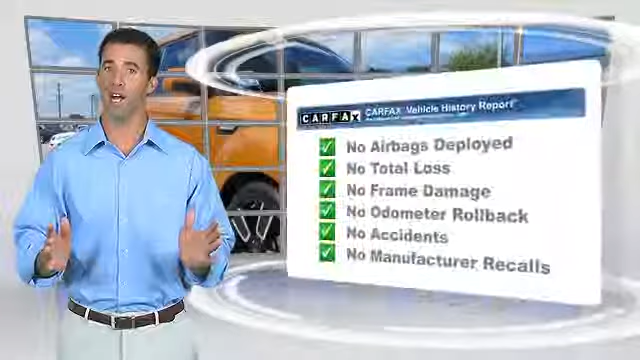 CARFAX CARFAX Vehicle History Report
No Airbags Deployed
No Total Loss
No Frame Damage
No Odometer Rollback
No Accidents
No Manufacturer Recalls